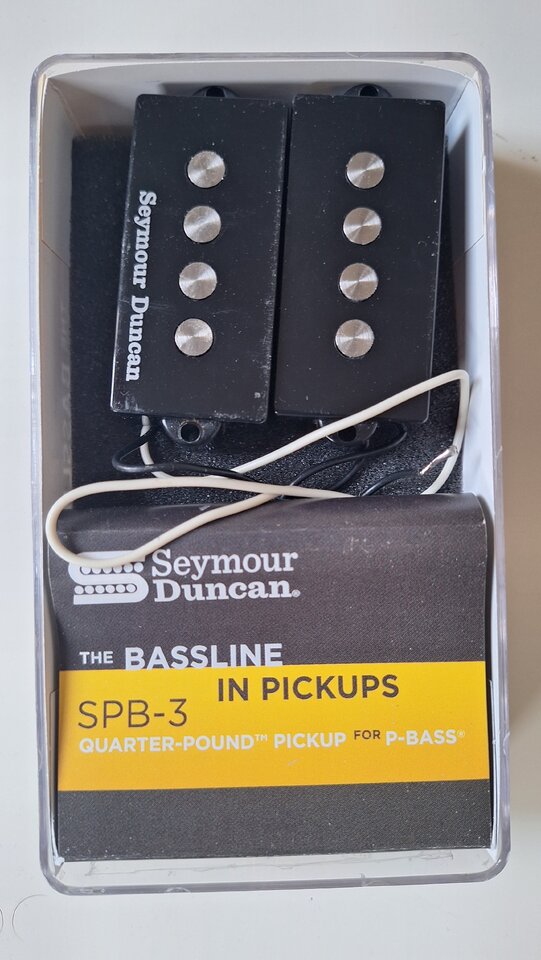 Seymour Duncan
Seymour
Duncan®
THE BASSLINE
IN PICKUPS
SPB-3
QUARTER-POUND™ PICKUP FOR P-BASS®